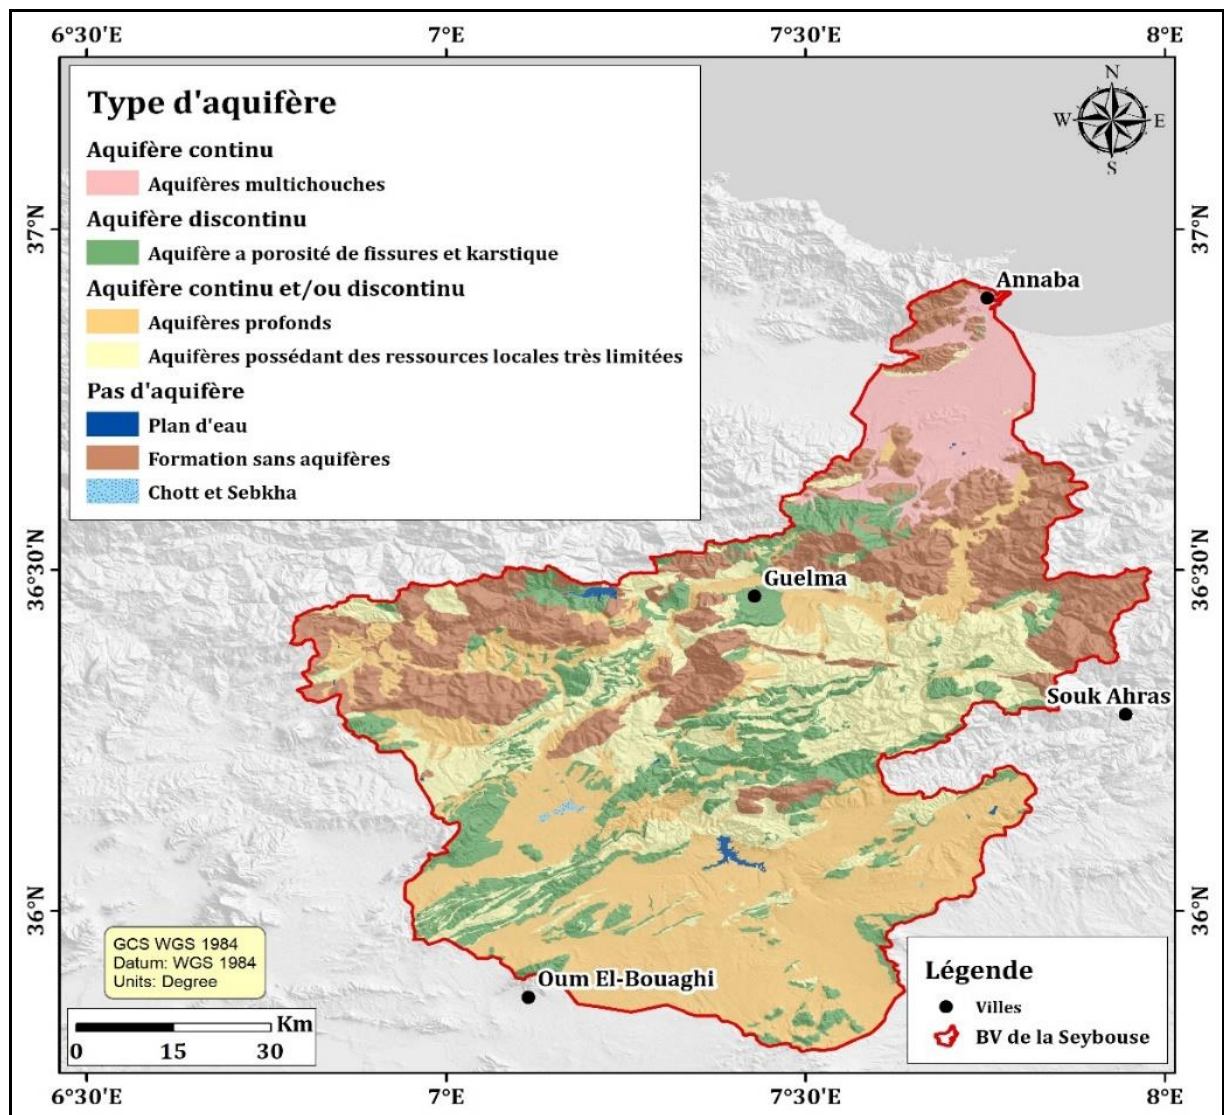 6°30'E 7°E 7°30'E 8°E
Type d'aquifère
Aquifère continu
Aquifères multichouches
Aquifère discontinu
Aquifère a porosité de fissures et karstique
Aquifère continu et/ou discontinu
Aquifères profonds
Aquifères possédant des ressources locales très limitées
Pas d'aquifère
Plan d'eau
Formation sans aquifères
Chott et Sebkha
N
W E
S
37°N 37°N
Annaba
36°30'N 36°30'N
Guelma
Souk Ahras
36°N 36°N
Oum El-Bouaghi
GCS WGS 1984
Datum: WGS 1984
Units: Degree
Km
0 15 30
Légende
Villes
BV de la Seybouse
6°30'E 7°E 7°30'E 8°E